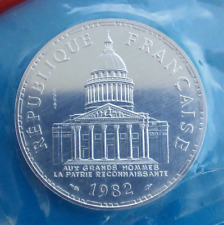 RÉPUBLIQUE FRANÇAISE
AUX GRANDS HOMMES
LA PATRIE RECONNAISSANTE
1982